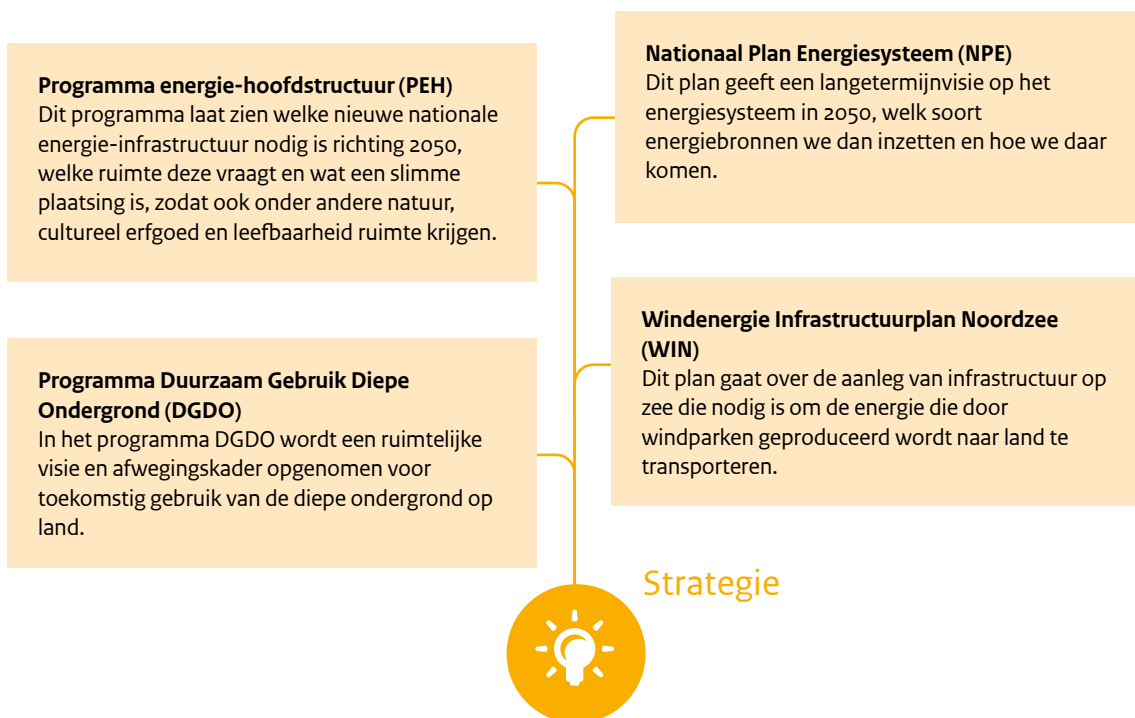 Programma energie-hoofdstructuur (PEH)
Dit programma laat zien welke nieuwe nationale
energie-infrastructuur nodig is richting 2050,
welke ruimte deze vraagt en wat een slimme
plaatsing is, zodat ook onder andere natuur,
cultureel erfgoed en leefbaarheid ruimte krijgen.
Nationaal Plan Energiesysteem (NPE)
Dit plan geeft een langetermijnvisie op het
energiesysteem in 2050, welk soort
energiebronnen we dan inzetten en hoe we daar
komen.
Programma Duurzaam Gebruik Diepe
Ondergrond (DGDO)
In het programma DGDO wordt een ruimtelijke
visie en afwegingskader opgenomen voor
toekomstig gebruik van de diepe ondergrond op
land.
Windenergie Infrastructuurplan Noordzee
(WIN)
Dit plan gaat over de aanleg van infrastructuur op
zee die nodig is om de energie die door
windparken geproduceerd wordt naar land te
transporteren.
Strategie